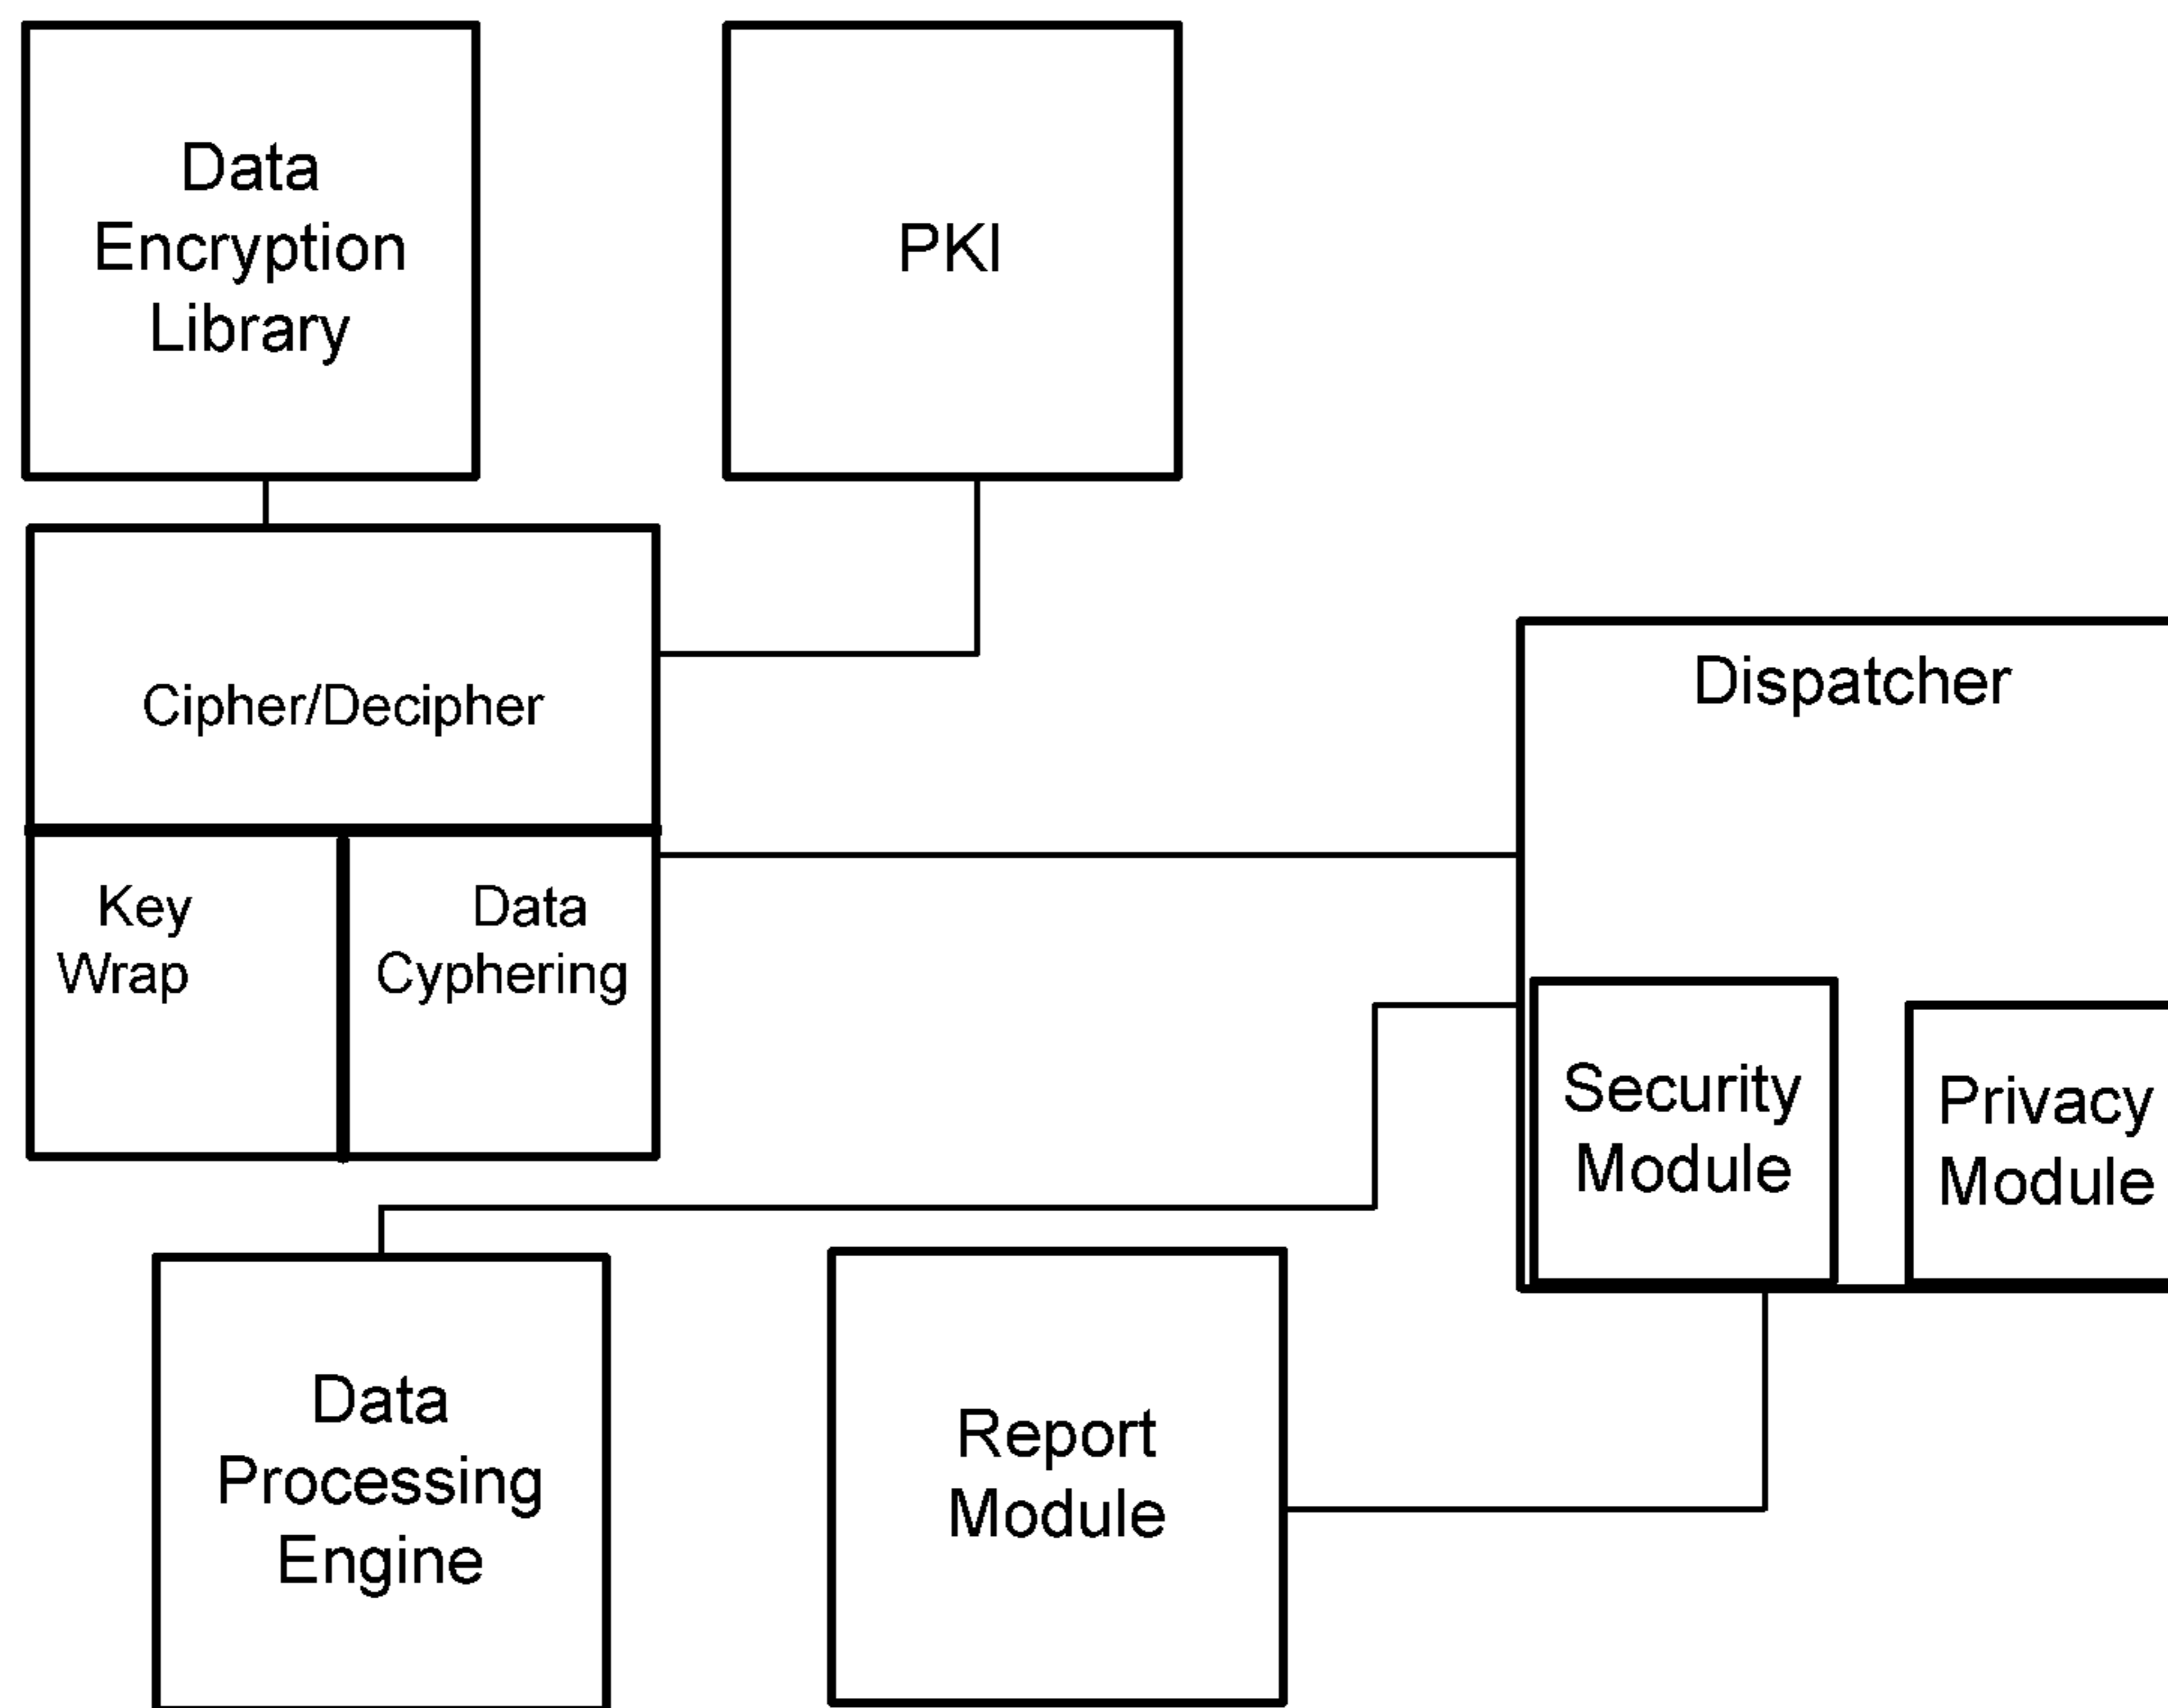 Data
Encryption
Library
PKI
Cipher/Decipher
Dispatcher
Key
Wrap
Data
Cyphering
Security
Module
Privacy
Module
Data
Processing
Engine
Report
Module